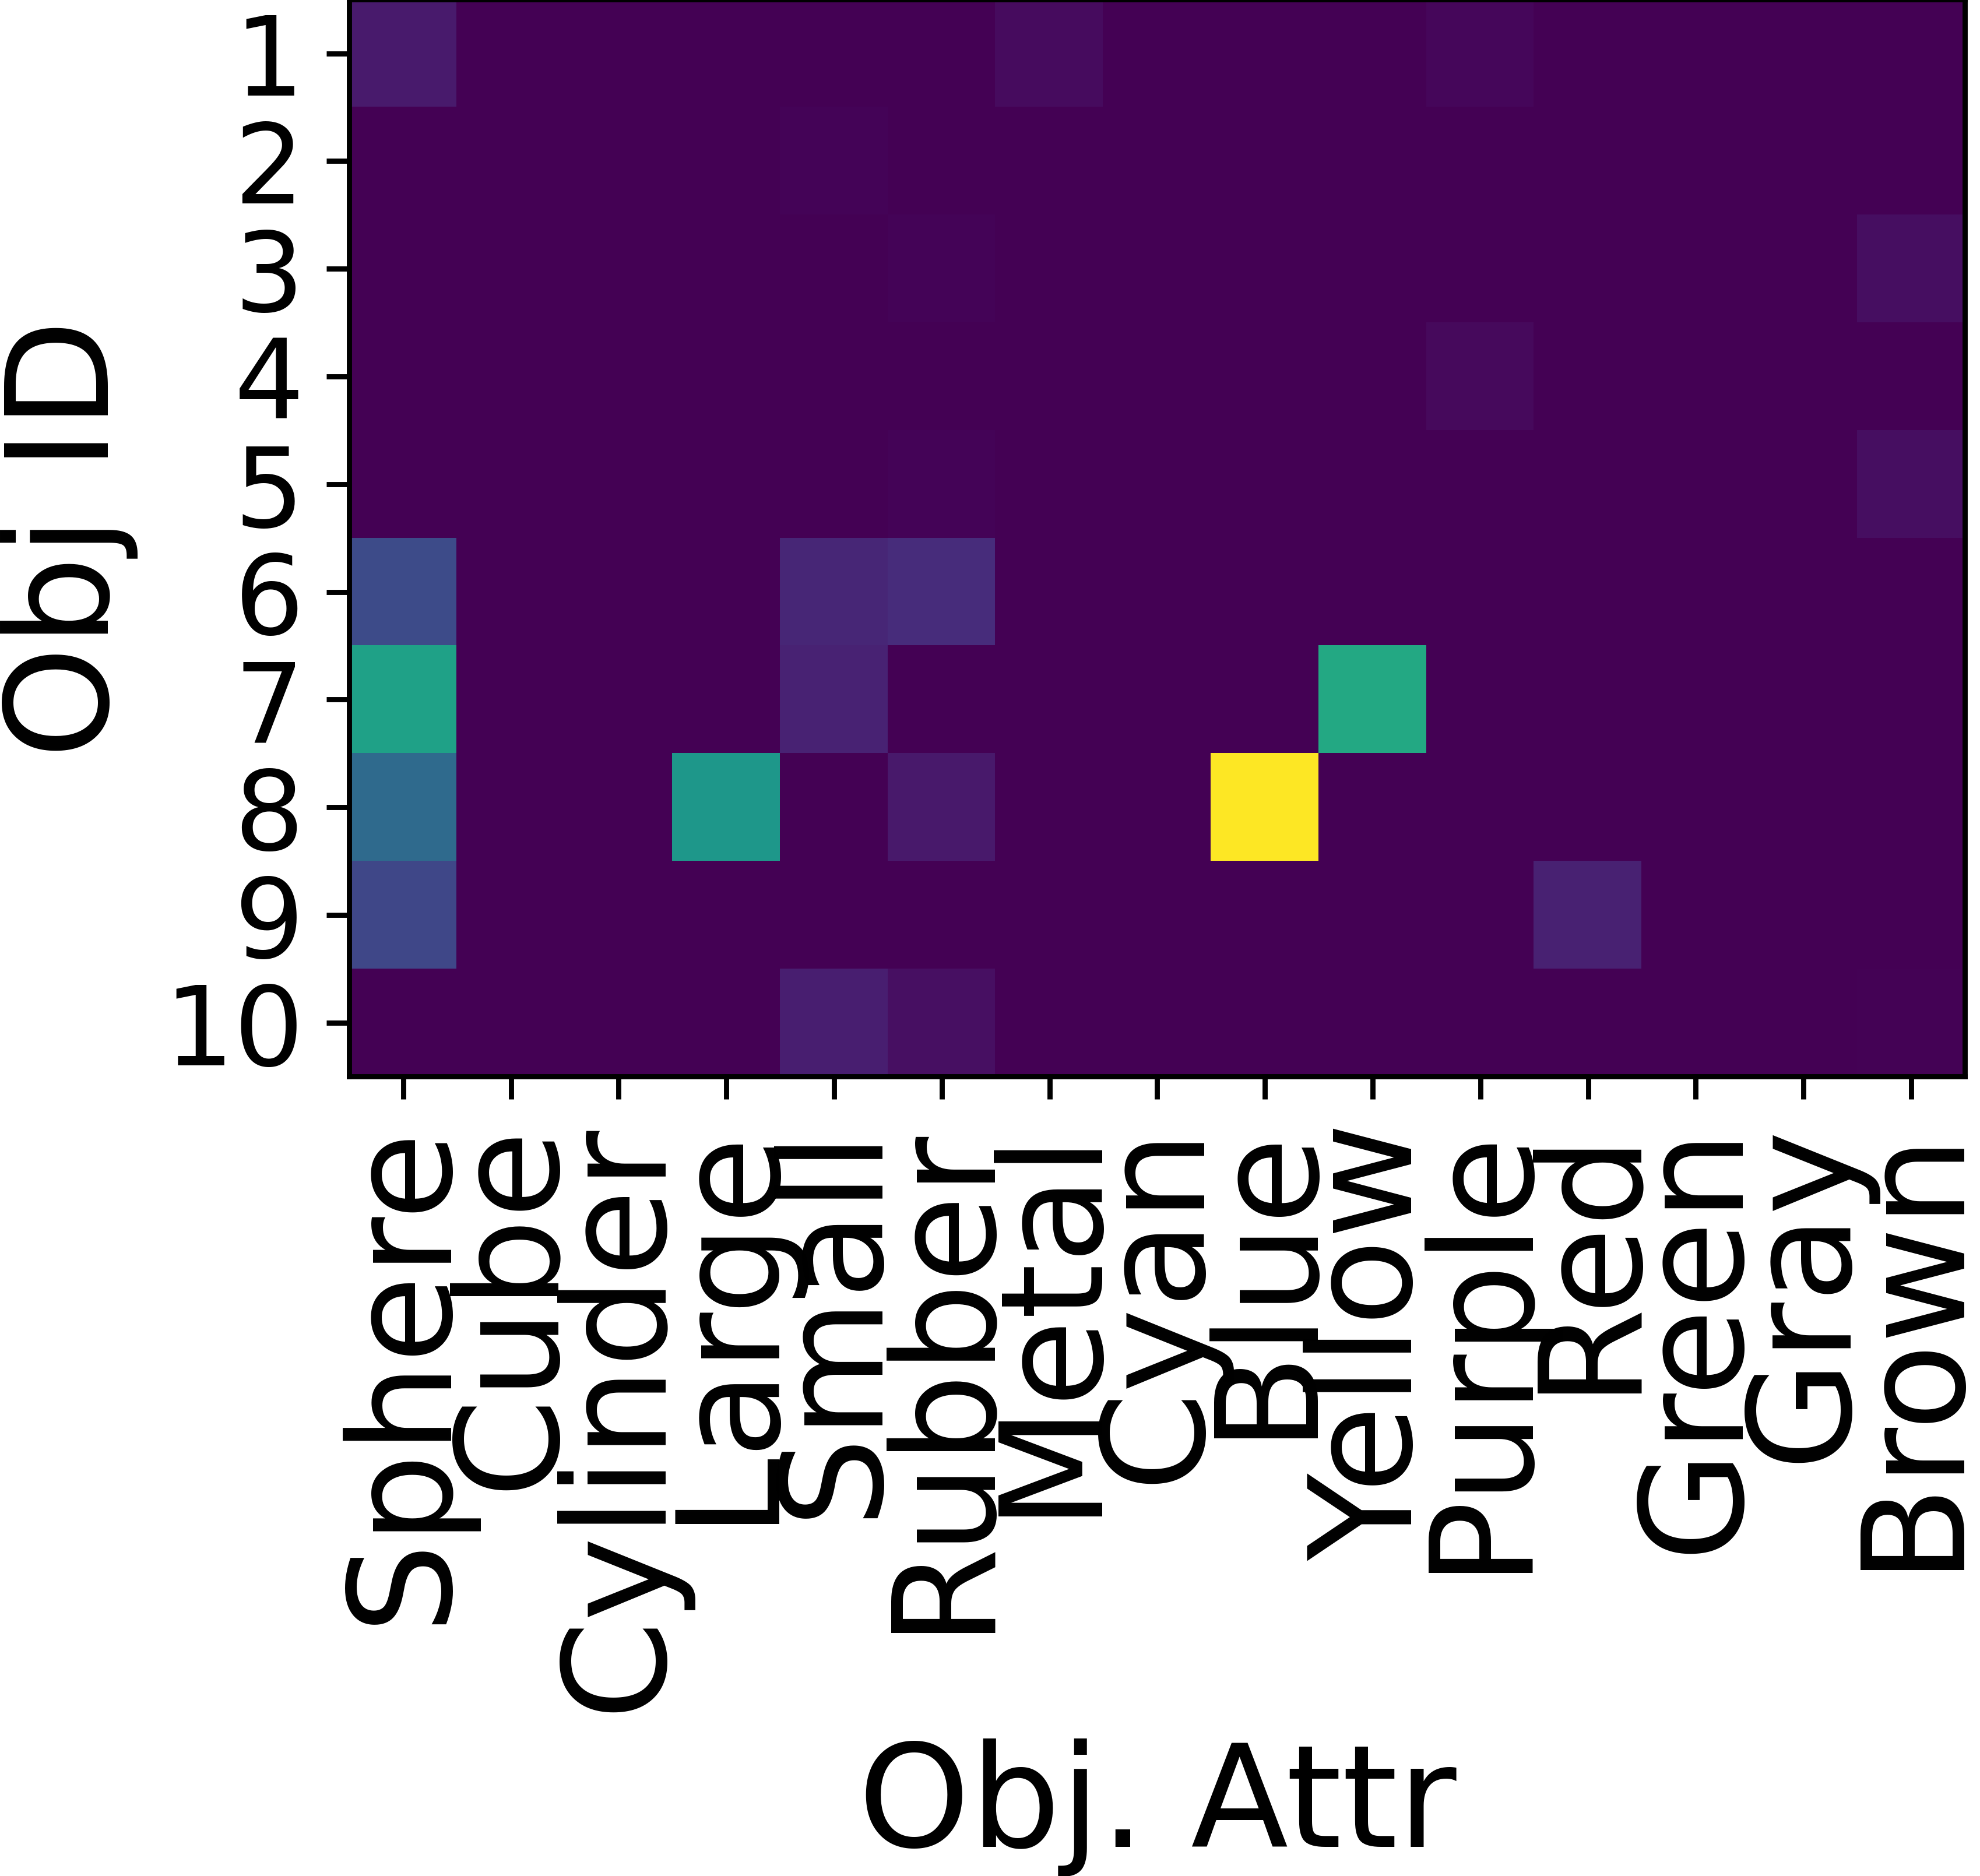 Obj ID
1
2
3
4
5
6
7
8
9
10
Sphere
Cube
Cylinder
Large
Small
Rubber
Metal
Cyan
Blue
Yellow
Purple
Red
Green
Gray
Brown
Obj. Attr